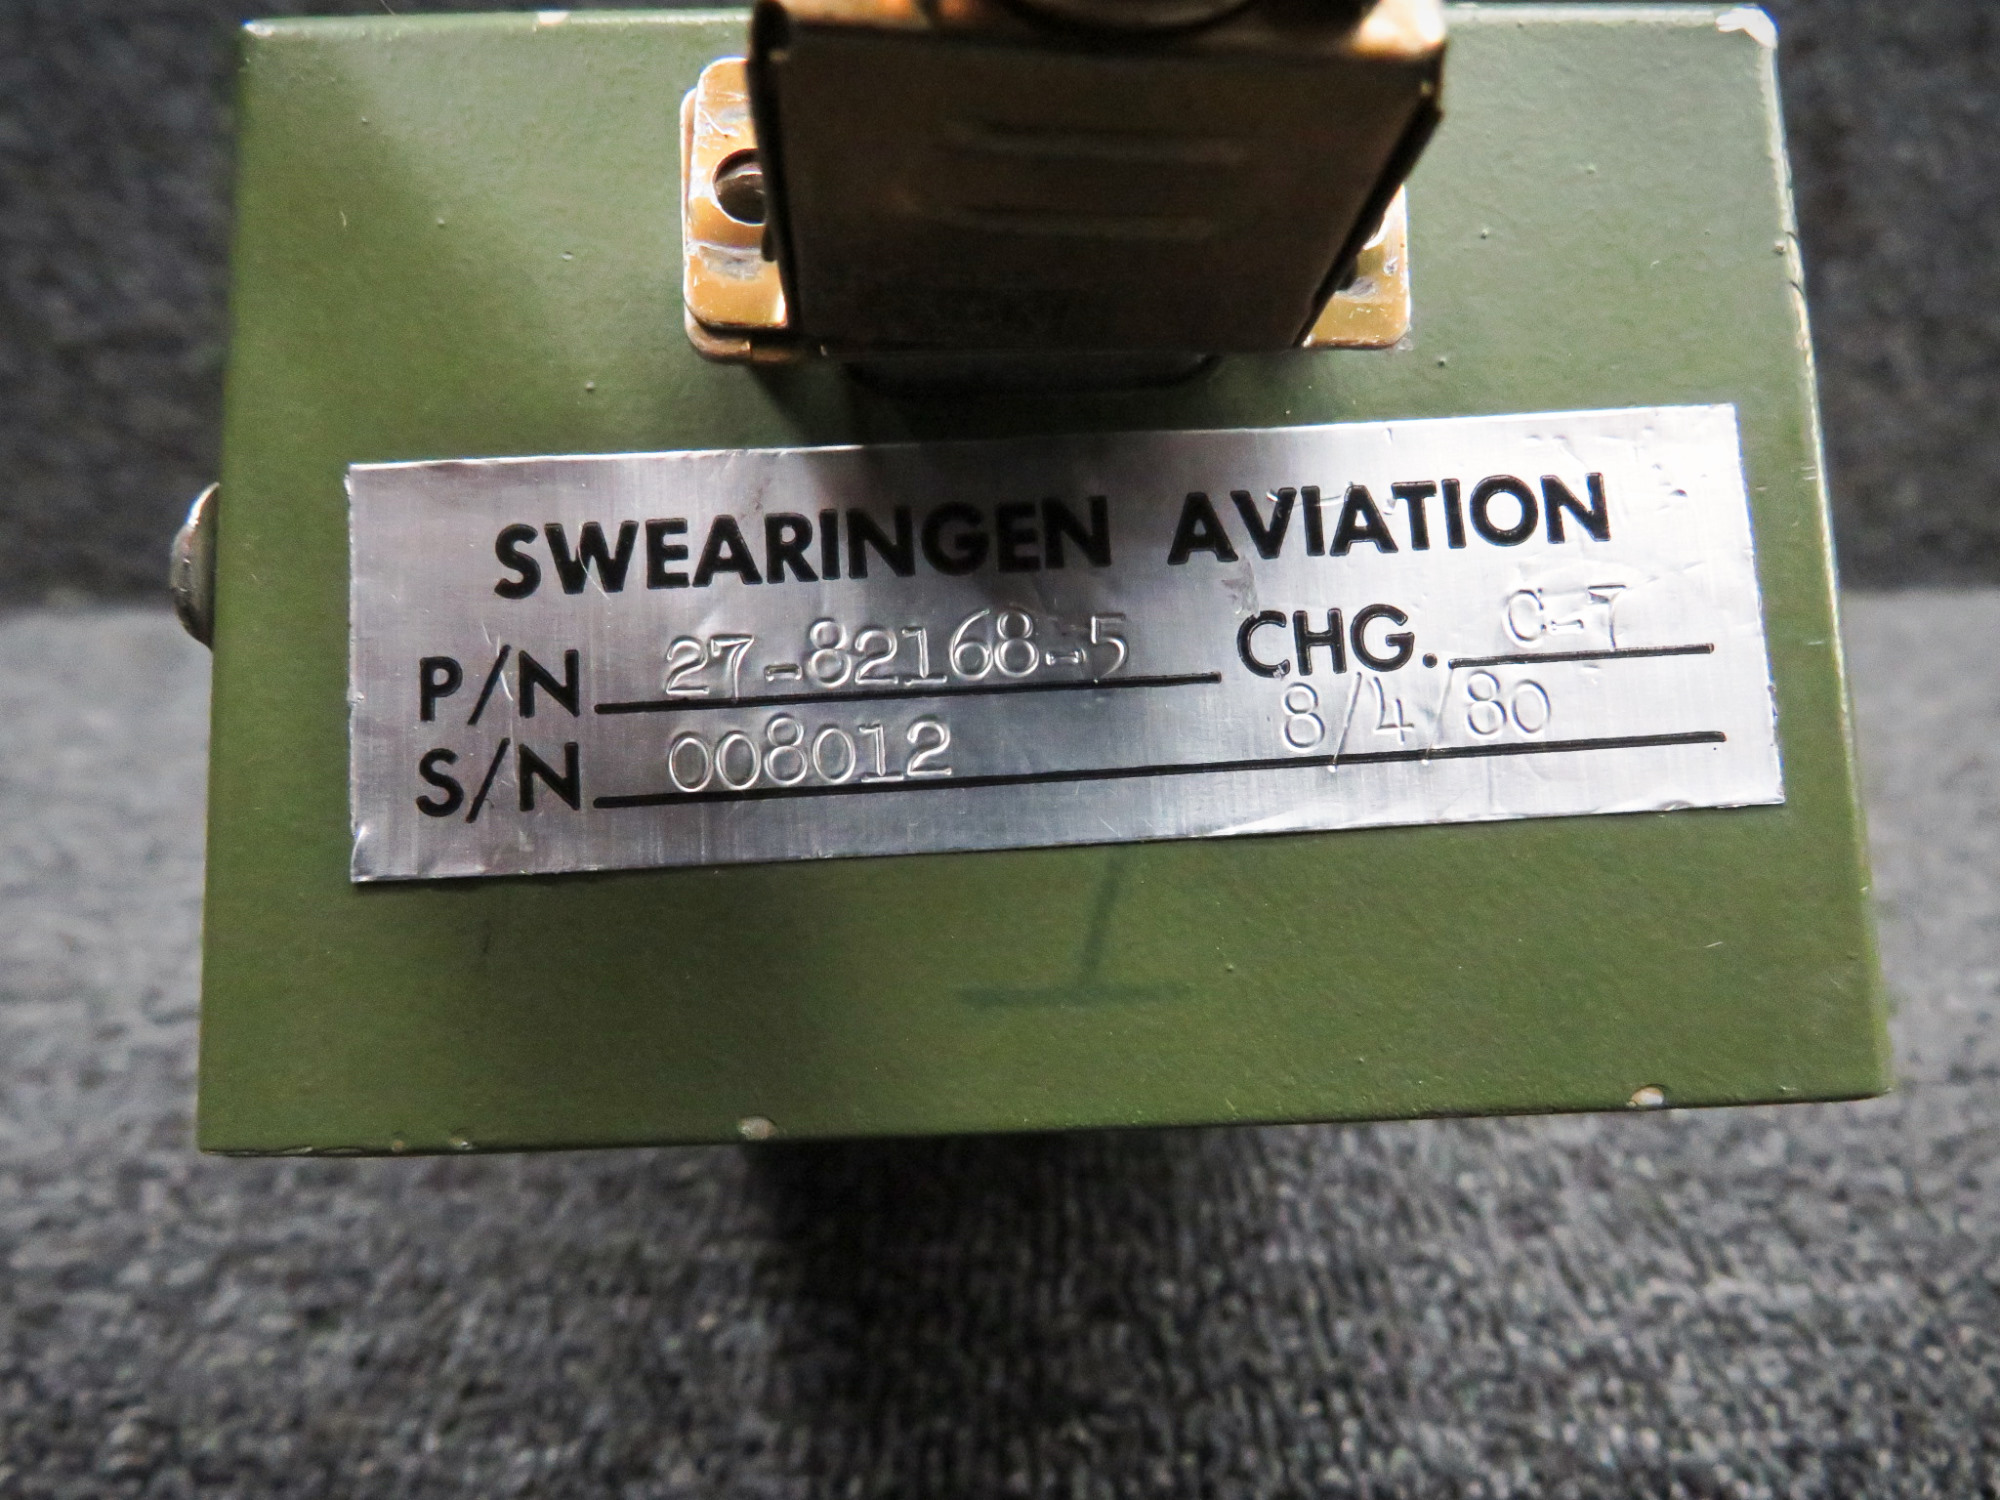 SWEARINGEN AVIATION
P/N 27-82168-5 CHG. C-7
S/N 008012 8/4/80